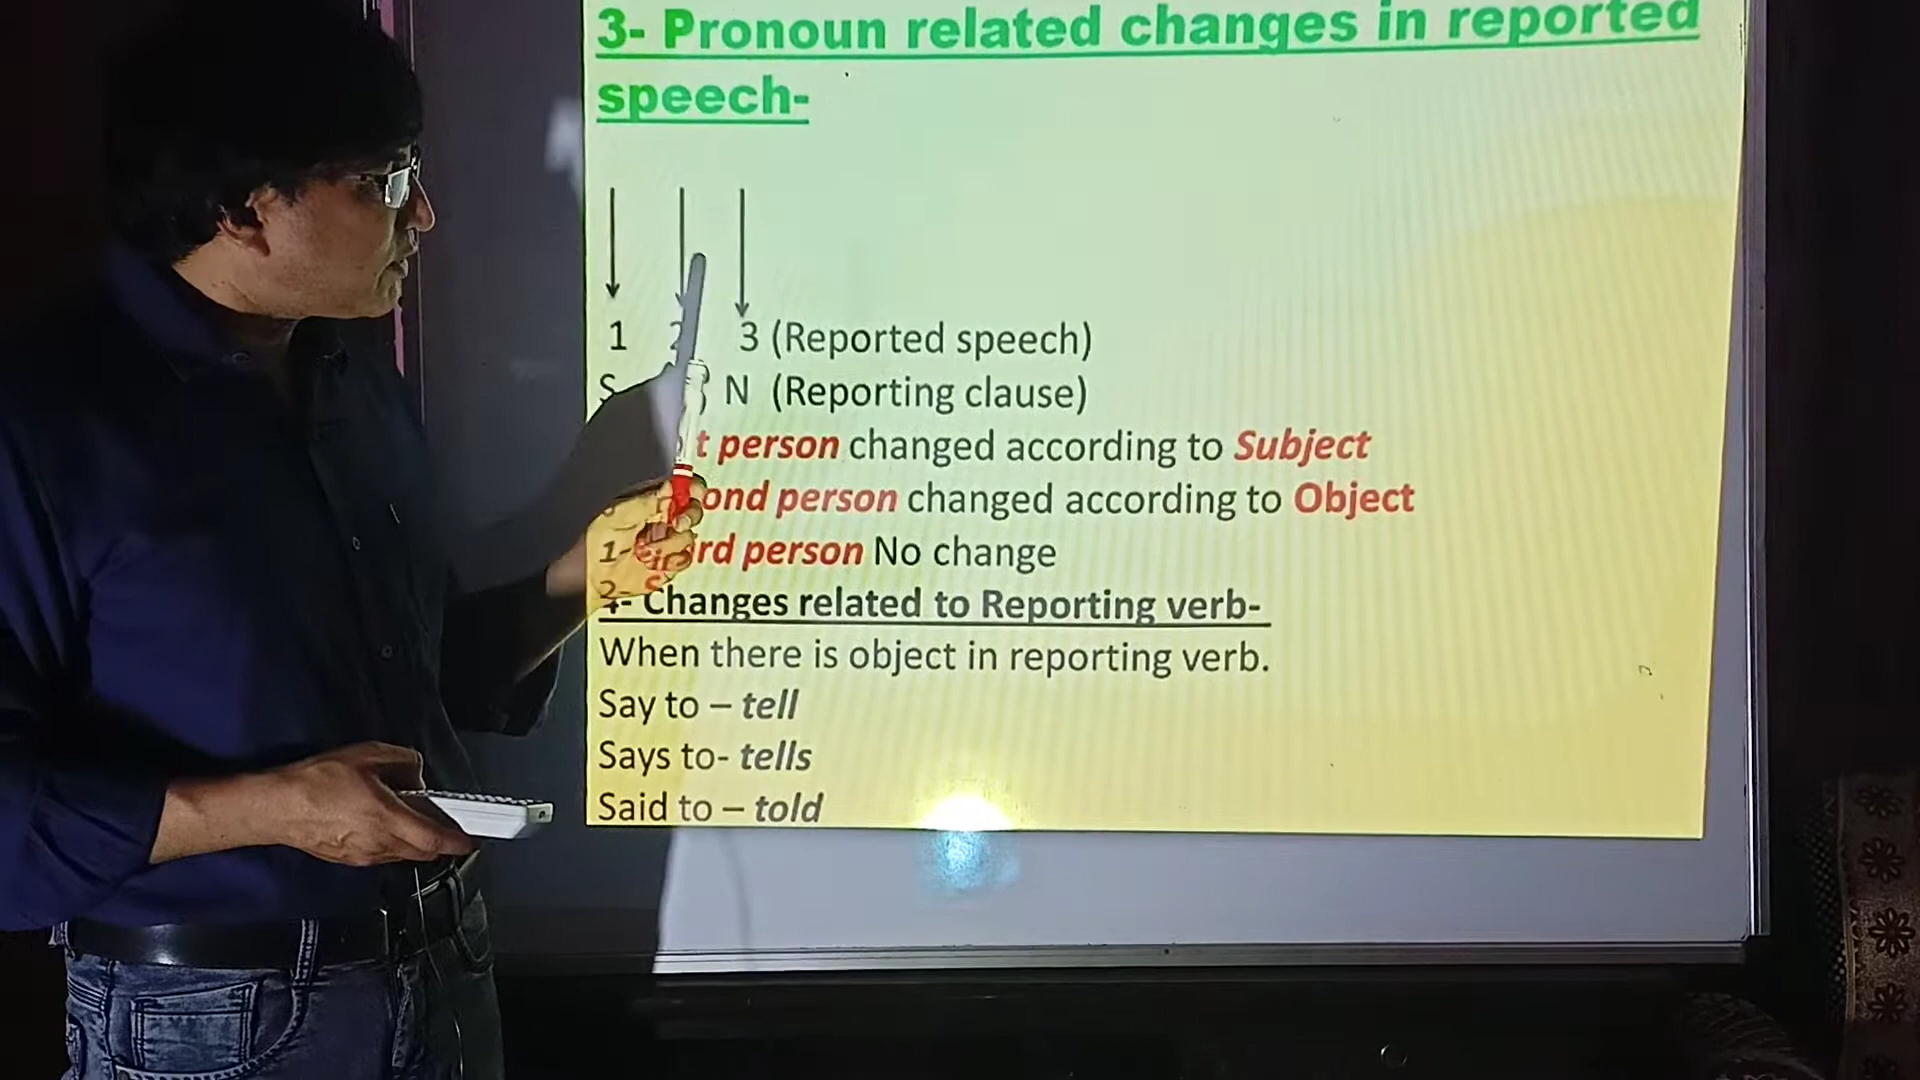 3- Pronoun related changes in reported
speech-
1 2 3 (Reported speech)
S N (Reporting clause)
person changed according to Subject
person changed according to Object
person No change
4- Changes related to Reporting verb-
When there is object in reporting verb.
Say to – tell
Says to- tells
Said to – told